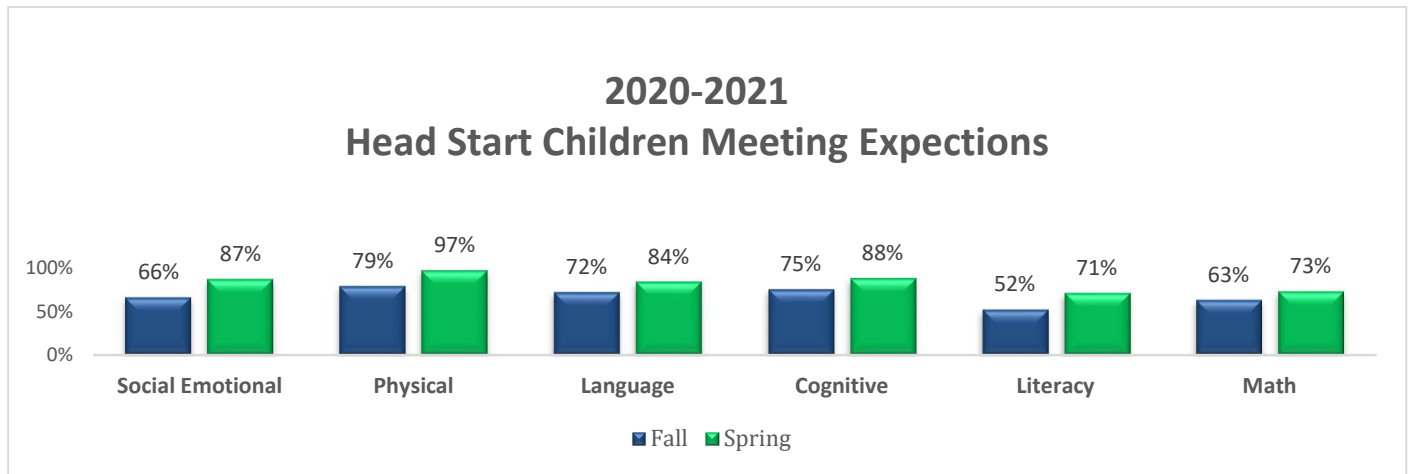 2020-2021
Head Start Children Meeting Expections
66% 87% 79% 97% 72% 84% 75% 88% 52% 71% 63% 73%
100%
50%
0%
Social Emotional Physical Language Cognitive Literacy Math
Fall Spring